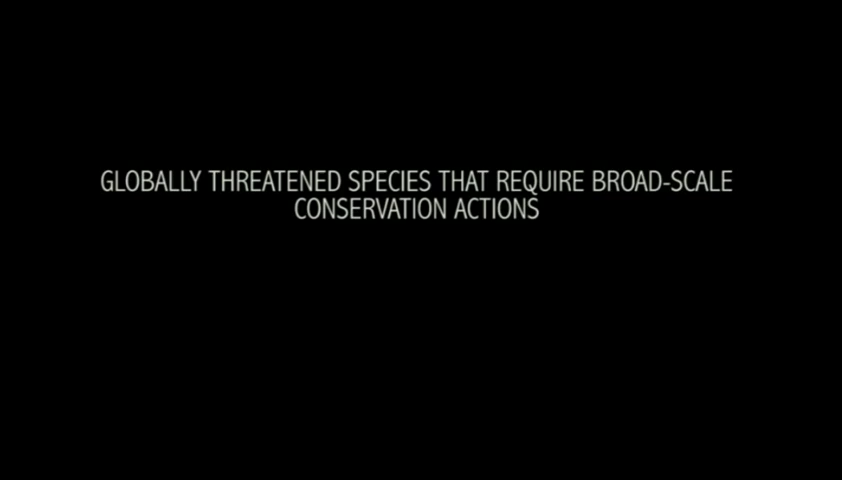 GLOBALLY THREATENED SPECIES THAT REQUIRE BROAD-SCALE
CONSERVATION ACTIONS